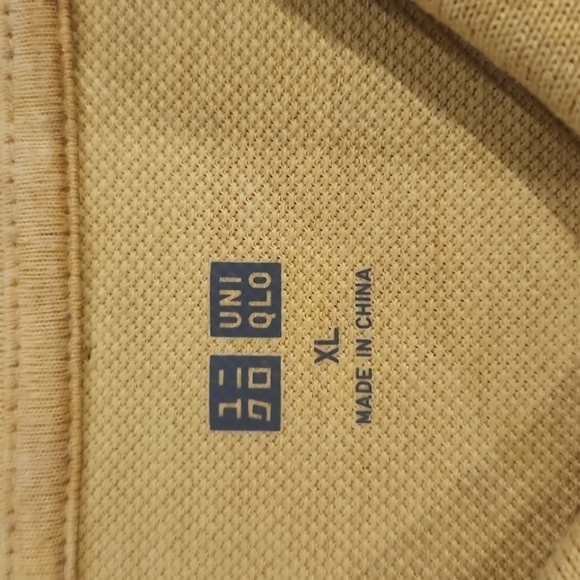 ユニ UNI
クロ QLO
XL
MADE IN CHINA